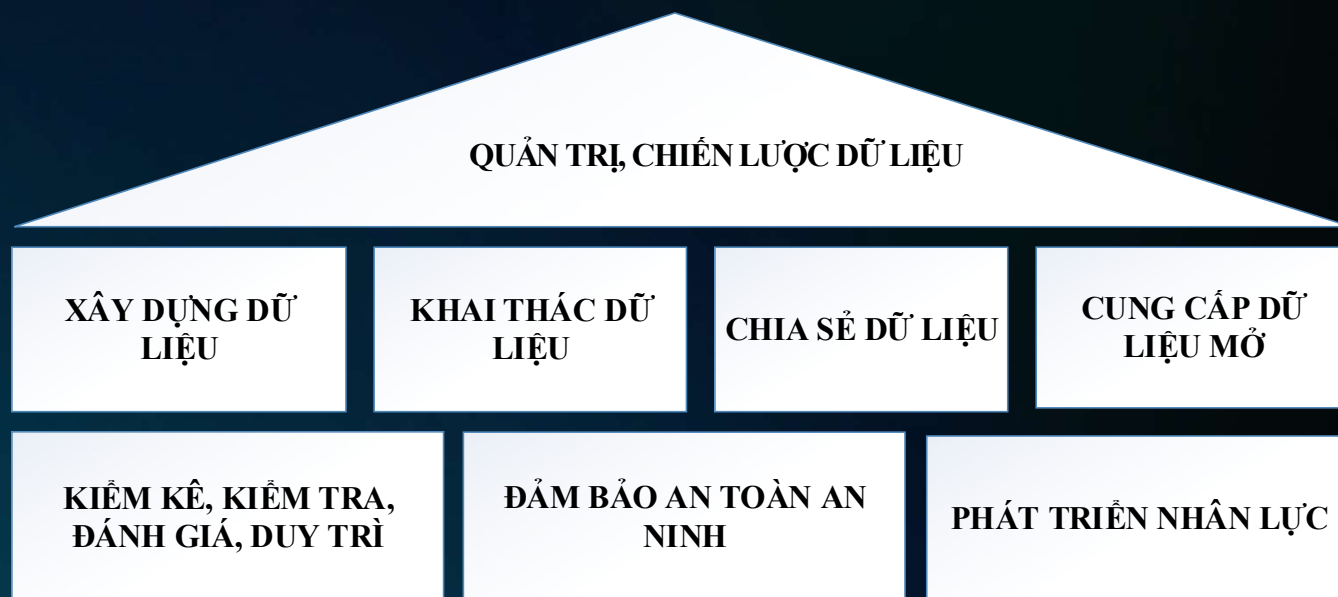 QUẢN TRỊ, CHIẾN LƯỢC DỮ LIỆU
XÂY DỰNG DỮ
LIỆU
KHAI THÁC DỮ
LIỆU
CHIA SẺ DỮ LIỆU
CUNG CẤP DỮ
LIỆU MỞ
KIỂM KÊ, KIỂM TRA,
ĐÁNH GIÁ, DUY TRÌ
ĐẢM BẢO AN TOÀN AN
NINH
PHÁT TRIỂN NHÂN LỰC